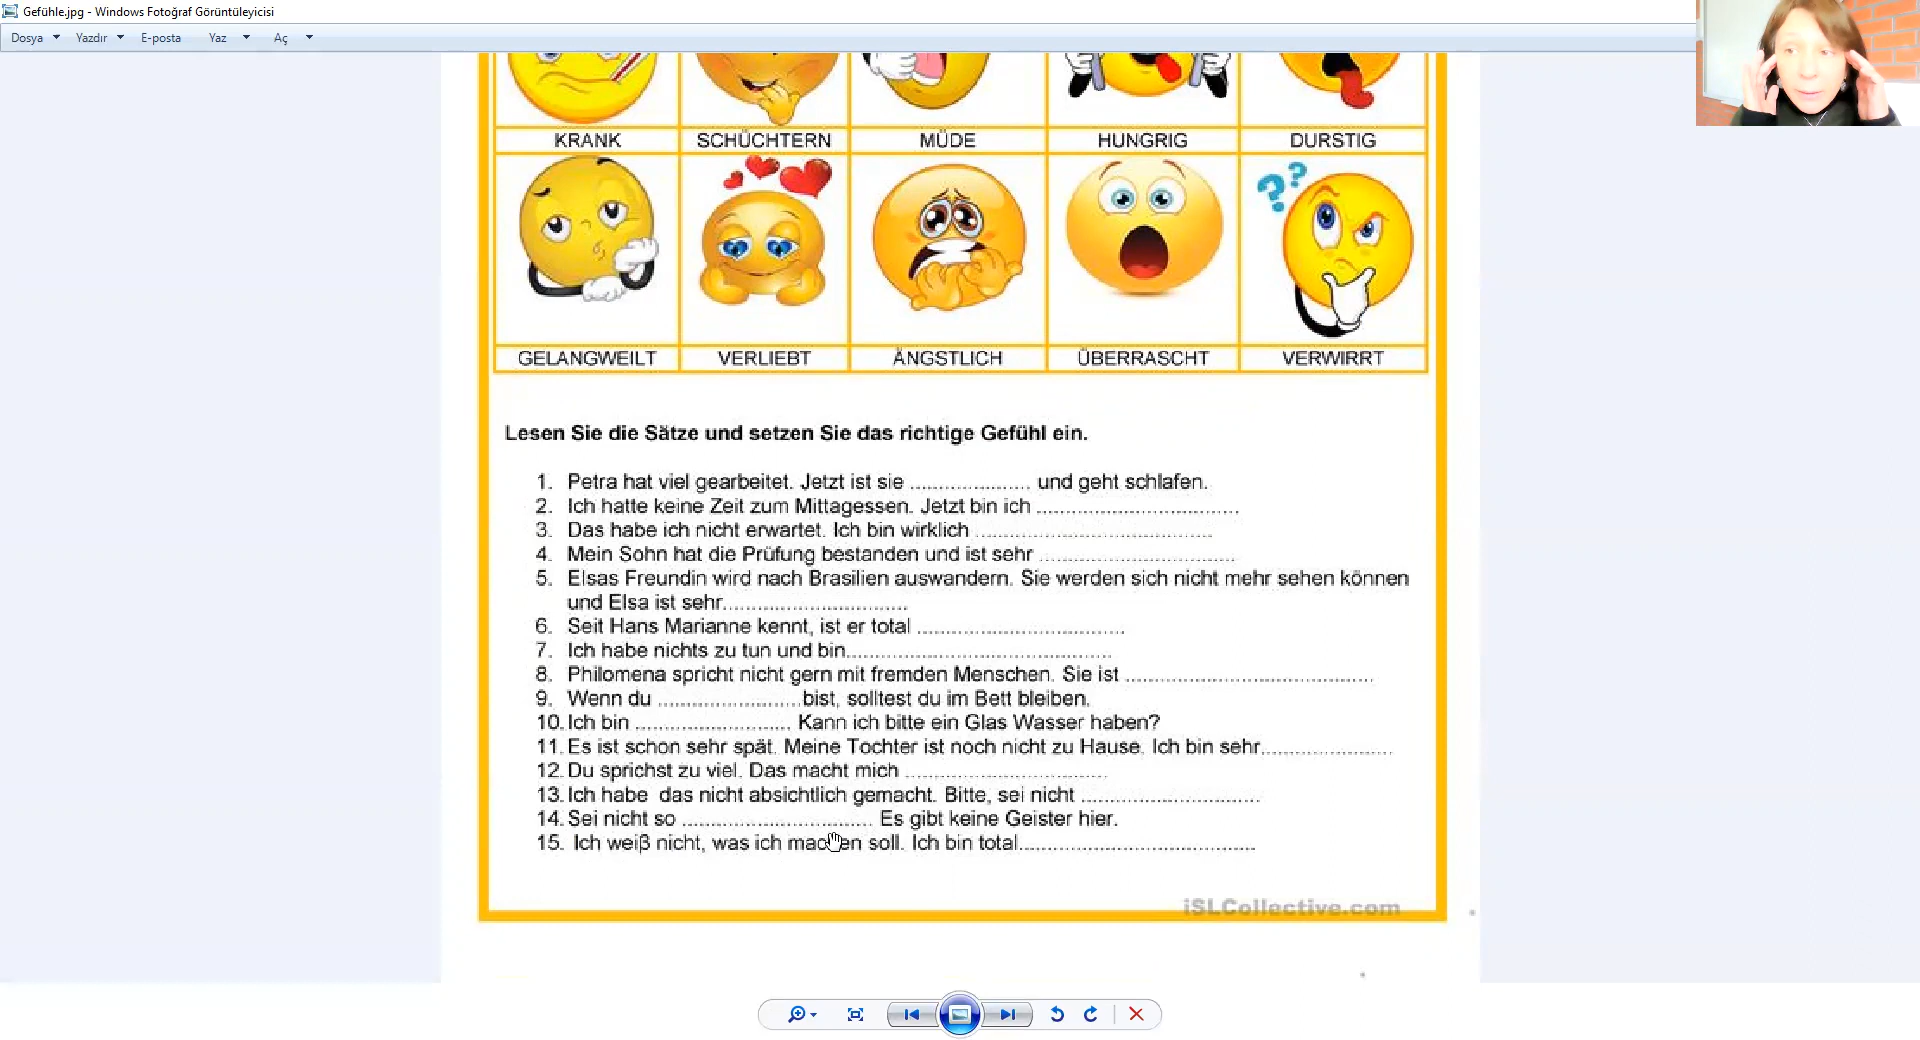 Gefühle.jpg - Windows Fotoğraf Görüntüleyicisi
Dosya Yazdır E-posta Yaz Aç
KRANK SCHÜCHTERN MÜDE HUNGRIG DURSTIG
? ?
GELANGWEILT VERLIEBT ÄNGSTLICH ÜBERRASCHT VERWIRRT
Lesen Sie die Sätze und setzen Sie das richtige Gefühl ein.
1. Petra hat viel gearbeitet. Jetzt ist sie ..................... und geht schlafen.
2. Ich hatte keine Zeit zum Mittagessen. Jetzt bin ich ...................................
3. Das habe ich nicht erwartet. Ich bin wirklich .........................................
4. Mein Sohn hat die Prüfung bestanden und ist sehr ..................................
5. Elsas Freundin wird nach Brasilien auswandern. Sie werden sich nicht mehr sehen können
und Elsa ist sehr................................
6. Seit Hans Marianne kennt, ist er total ....................................
7. Ich habe nichts zu tun und bin..............................................
8. Philomena spricht nicht gern mit fremden Menschen. Sie ist ...........................................
9. Wenn du .........................bist, solltest du im Bett bleiben.
10. Ich bin ........................... Kann ich bitte ein Glas Wasser haben?
11. Es ist schon sehr spät. Meine Tochter ist noch nicht zu Hause. Ich bin sehr.......................
12. Du sprichst zu viel. Das macht mich ...................................
13. Ich habe das nicht absichtlich gemacht. Bitte, sei nicht ...............................
14. Sei nicht so ................................. Es gibt keine Geister hier.
15. Ich weiß nicht, was ich machen soll. Ich bin total.........................................
iSLCollective.com